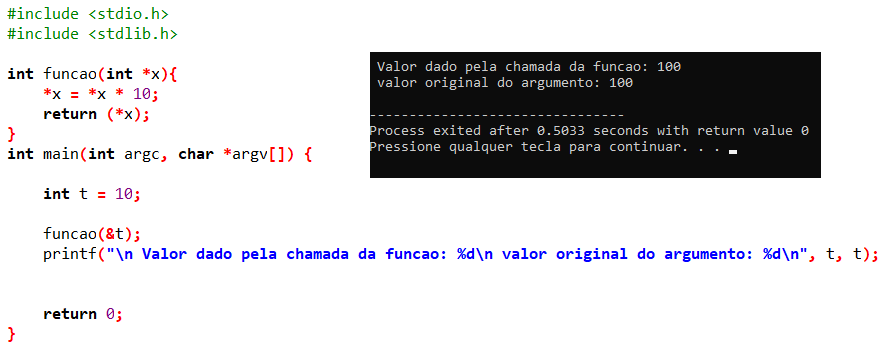 #include <stdio.h>
#include <stdlib.h>
int funcao(int *x){
*x = *x * 10;
return (*x);
}
int main(int argc, char *argv[]) {
int t = 10;
funcao(&t);
printf("\n Valor dado pela chamada da funcao: %d\n valor original do argumento: %d\n", t, t);
return 0;
}
Valor dado pela chamada da funcao: 100
valor original do argumento: 100
--------------------------------
Process exited after 0.5033 seconds with return value 0
Pressione qualquer tecla para continuar. . .